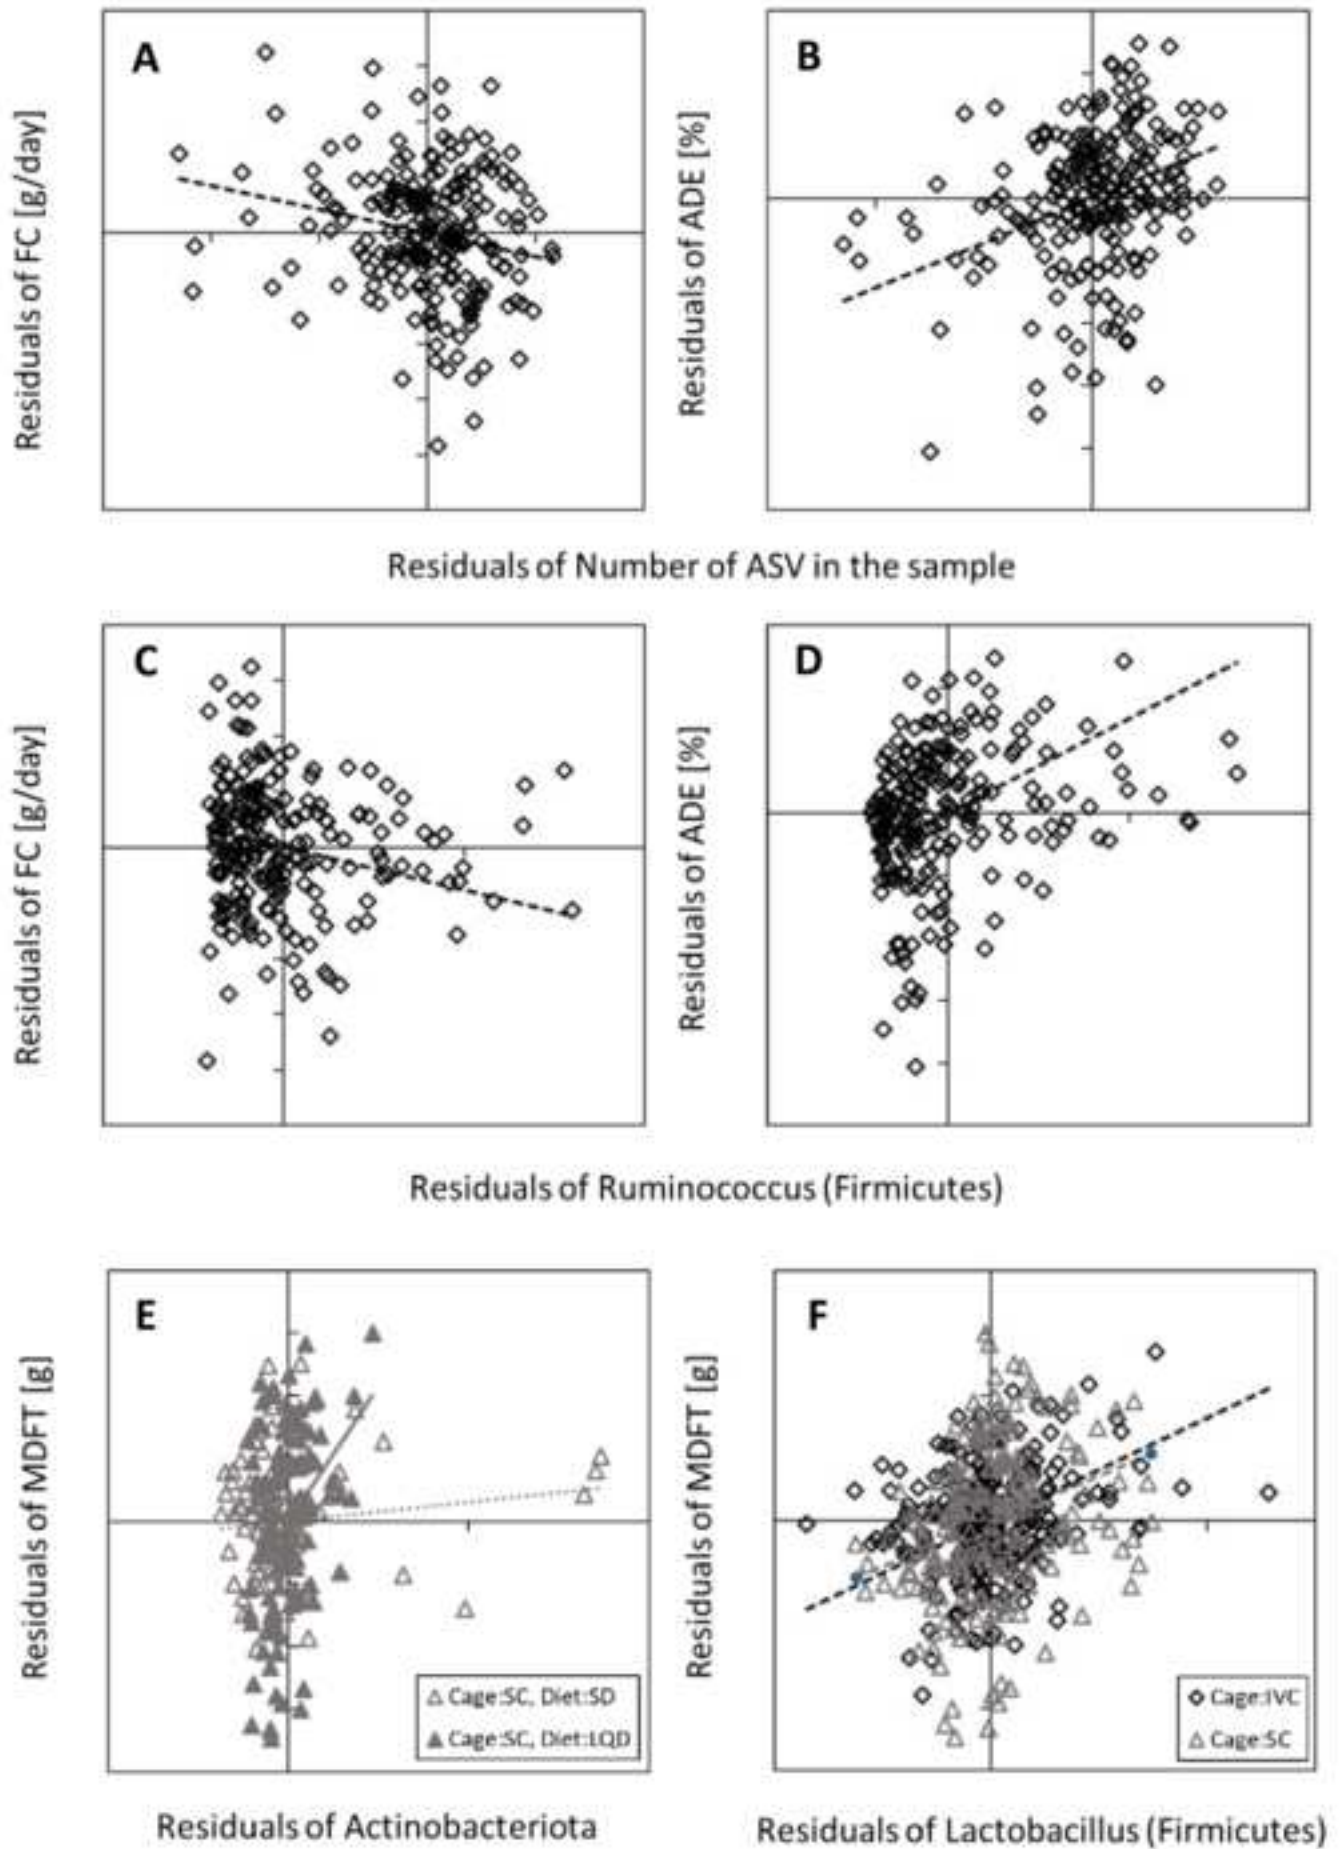 A
B
Residuals of FC [g/day]
Residuals of ADE [%]
Residuals of Number of ASV in the sample
C
D
Residuals of FC [g/day]
Residuals of ADE [%]
Residuals of Ruminococcus (Firmicutes)
E
F
Residuals of MDFT [g]
Residuals of MDFT [g]
Cage:SC, Diet:SD
Cage:SC, Diet:LQD
Cage:IVC
Cage:SC
Residuals of Actinobacteriota
Residuals of Lactobacillus (Firmicutes)